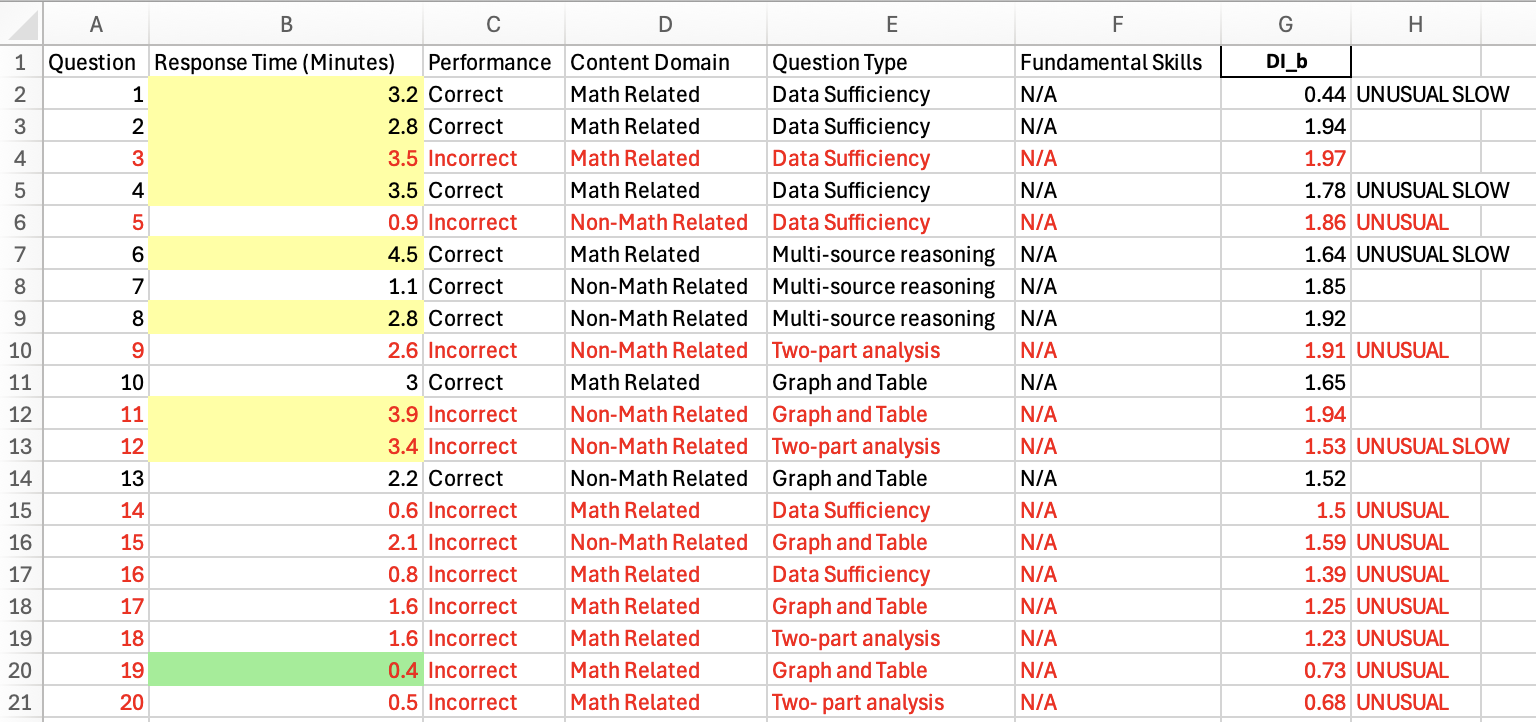 A B C D E F G H
1 Question Response Time (Minutes) Performance Content Domain Question Type Fundamental Skills DI_b
2 1 3.2 Correct Math Related Data Sufficiency N/A 0.44 UNUSUAL SLOW
3 2 2.8 Correct Math Related Data Sufficiency N/A 1.94
4 3 3.5 Incorrect Math Related Data Sufficiency N/A 1.97
5 4 3.5 Correct Math Related Data Sufficiency N/A 1.78 UNUSUAL SLOW
6 5 0.9 Incorrect Non-Math Related Data Sufficiency N/A 1.86 UNUSUAL
7 6 4.5 Correct Math Related Multi-source reasoning N/A 1.64 UNUSUAL SLOW
8 7 1.1 Correct Non-Math Related Multi-source reasoning N/A 1.85
9 8 2.8 Correct Non-Math Related Multi-source reasoning N/A 1.92
10 9 2.6 Incorrect Non-Math Related Two-part analysis N/A 1.91 UNUSUAL
11 10 3 Correct Math Related Graph and Table N/A 1.65
12 11 3.9 Incorrect Non-Math Related Graph and Table N/A 1.94
13 12 3.4 Incorrect Non-Math Related Two-part analysis N/A 1.53 UNUSUAL SLOW
14 13 2.2 Correct Non-Math Related Graph and Table N/A 1.52
15 14 0.6 Incorrect Math Related Data Sufficiency N/A 1.5 UNUSUAL
16 15 2.1 Incorrect Non-Math Related Graph and Table N/A 1.59 UNUSUAL
17 16 0.8 Incorrect Math Related Data Sufficiency N/A 1.39 UNUSUAL
18 17 1.6 Incorrect Math Related Graph and Table N/A 1.25 UNUSUAL
19 18 1.6 Incorrect Math Related Two-part analysis N/A 1.23 UNUSUAL
20 19 0.4 Incorrect Math Related Graph and Table N/A 0.73 UNUSUAL
21 20 0.5 Incorrect Math Related Two- part analysis N/A 0.68 UNUSUAL